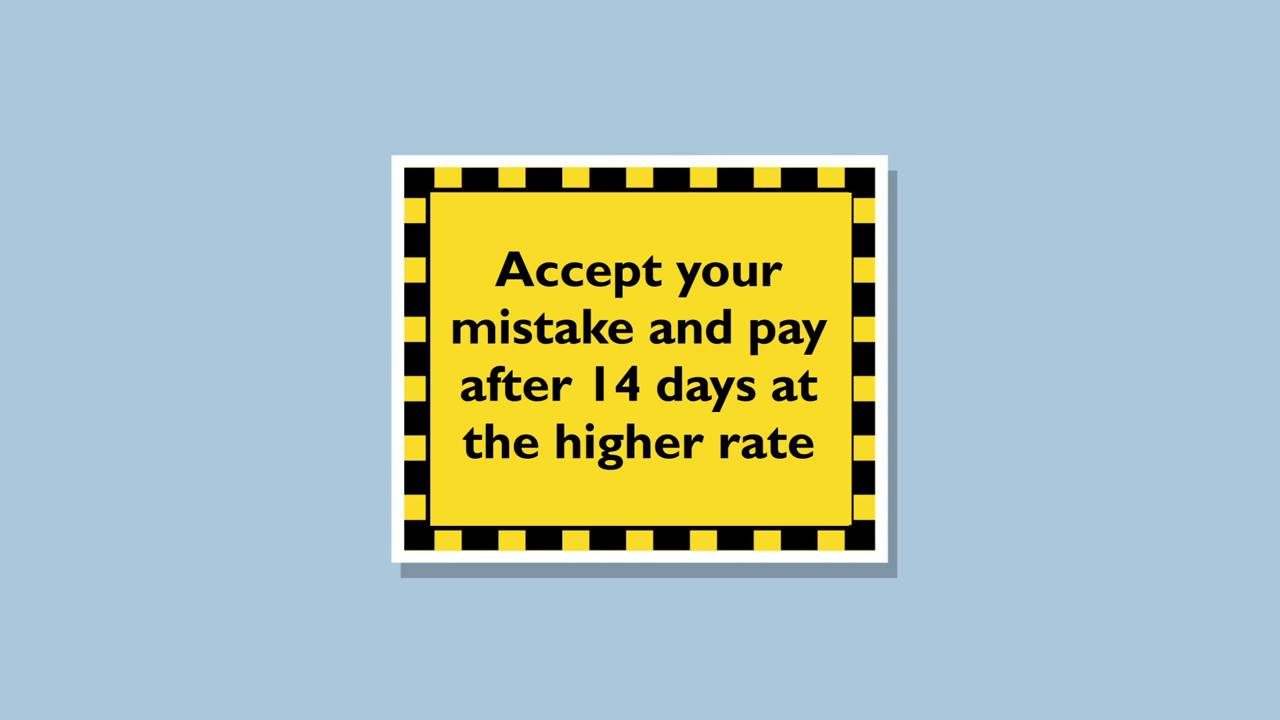 Accept your
mistake and pay
after 14 days at
the higher rate